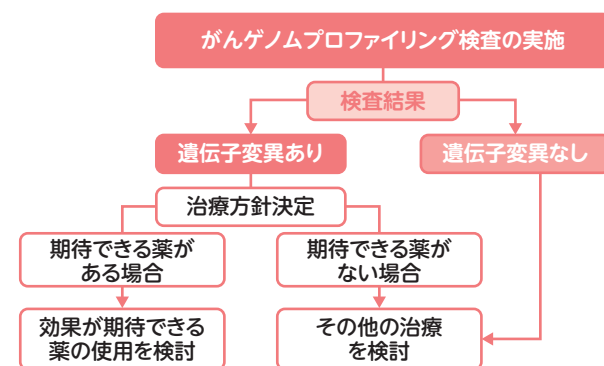 がんゲノムプロファイリング検査の実施
検査結果
遺伝子変異あり
遺伝子変異なし
治療方針決定
期待できる薬が
ある場合
期待できる薬が
ない場合
効果が期待できる
薬の使用を検討
その他の治療
を検討